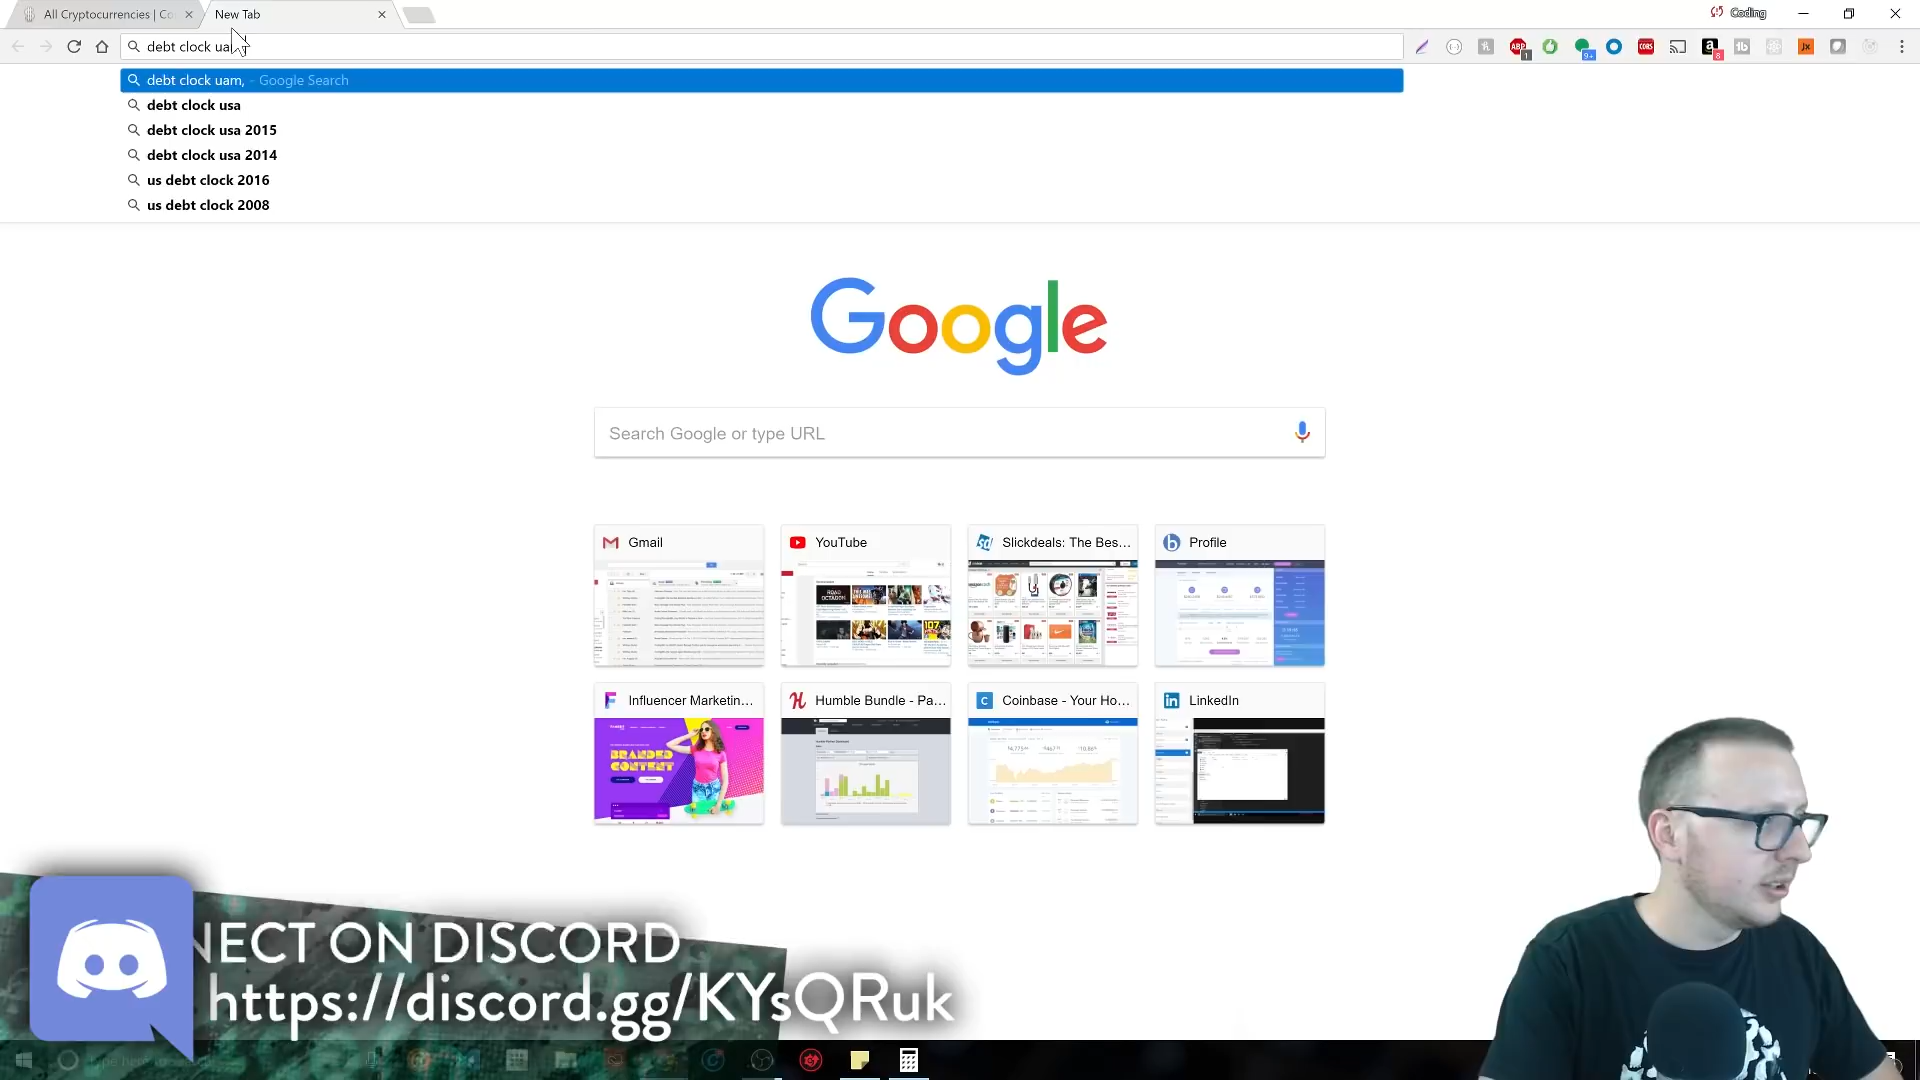 All Cryptocurrencies | Co
New Tab
Coding
debt clock ua
debt clock uam, - Google Search
debt clock usa
debt clock usa 2015
debt clock usa 2014
us debt clock 2016
us debt clock 2008
Google
Search Google or type URL
Gmail
YouTube
Slickdeals: The Bes...
Profile
Influencer Marketin...
Humble Bundle - Pa...
Coinbase - Your Ho...
LinkedIn
BRANDED
CONTENT
NECT ON DISCORD
https://discord.gg/KYsQRuk